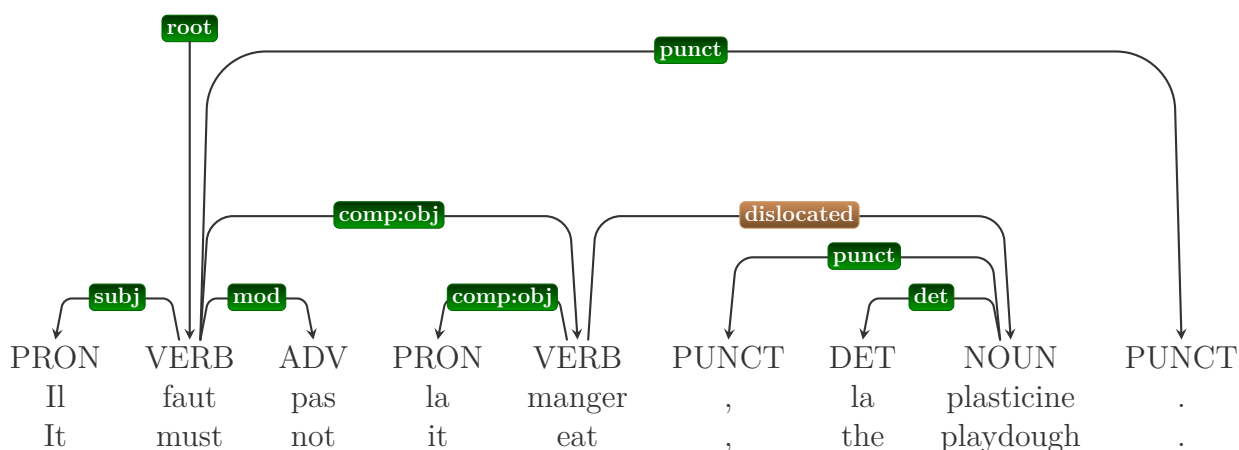 root
punct
comp:obj dislocated
punct
subj mod comp:obj det
PRON VERB ADV PRON VERB PUNCT DET NOUN PUNCT
Il faut pas la manger , la plasticine .
It must not it eat , the playdough .